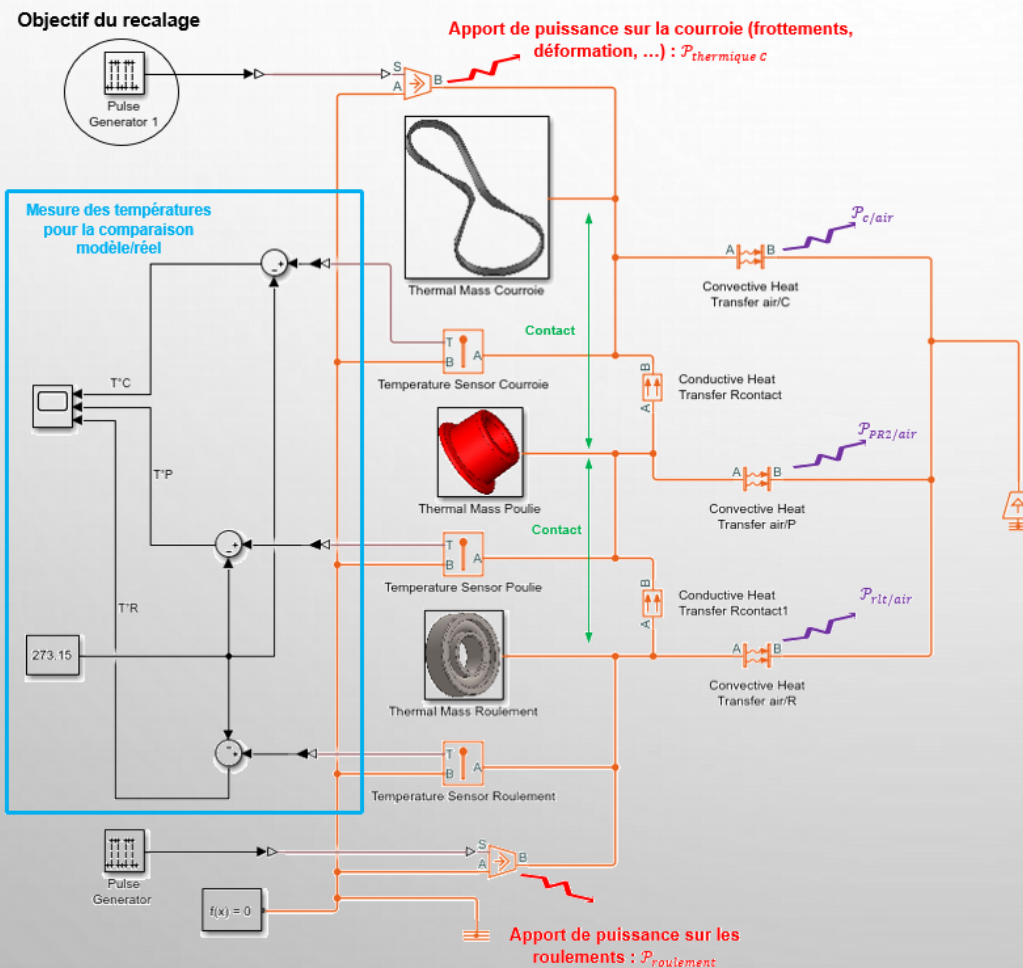 Objectif du recalage
Apport de puissance sur la courroie (frottements,
déformation, …) : 𝒫thermique C
Pulse
Generator 1
S
A
B
Mesure des températures
pour la comparaison
modèle/réel
- +
Thermal Mass Courroie
𝒫c/air
A
B
Convective Heat
Transfer air/C
Contact
T
B
A
Temperature Sensor Courroie
T°C
B
A
Conductive Heat
Transfer Rcontact
𝒫PR2/air
A
B
Convective Heat
Transfer air/P
Thermal Mass Poulie
T°P
Contact
- +
T
B
A
Temperature Sensor Poulie
B
A
Conductive Heat
Transfer Rcontact1
𝒫rlt/air
T°R
273.15
A
B
Convective Heat
Transfer air/R
Thermal Mass Roulement
- +
T
B
A
Temperature Sensor Roulement
Pulse
Generator
S
A
B
f(x) = 0
Apport de puissance sur les
roulements : 𝒫roulement